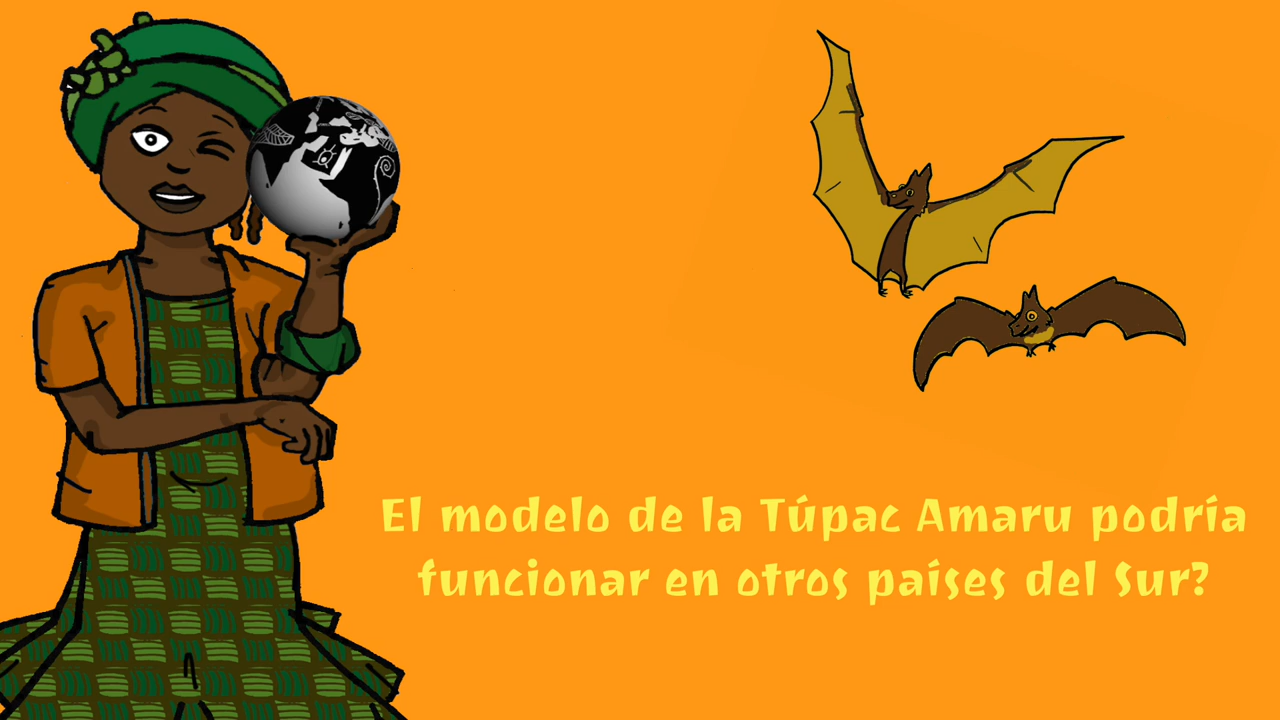 El modelo de la Túpac Amaru podría
funcionar en otros países del Sur?